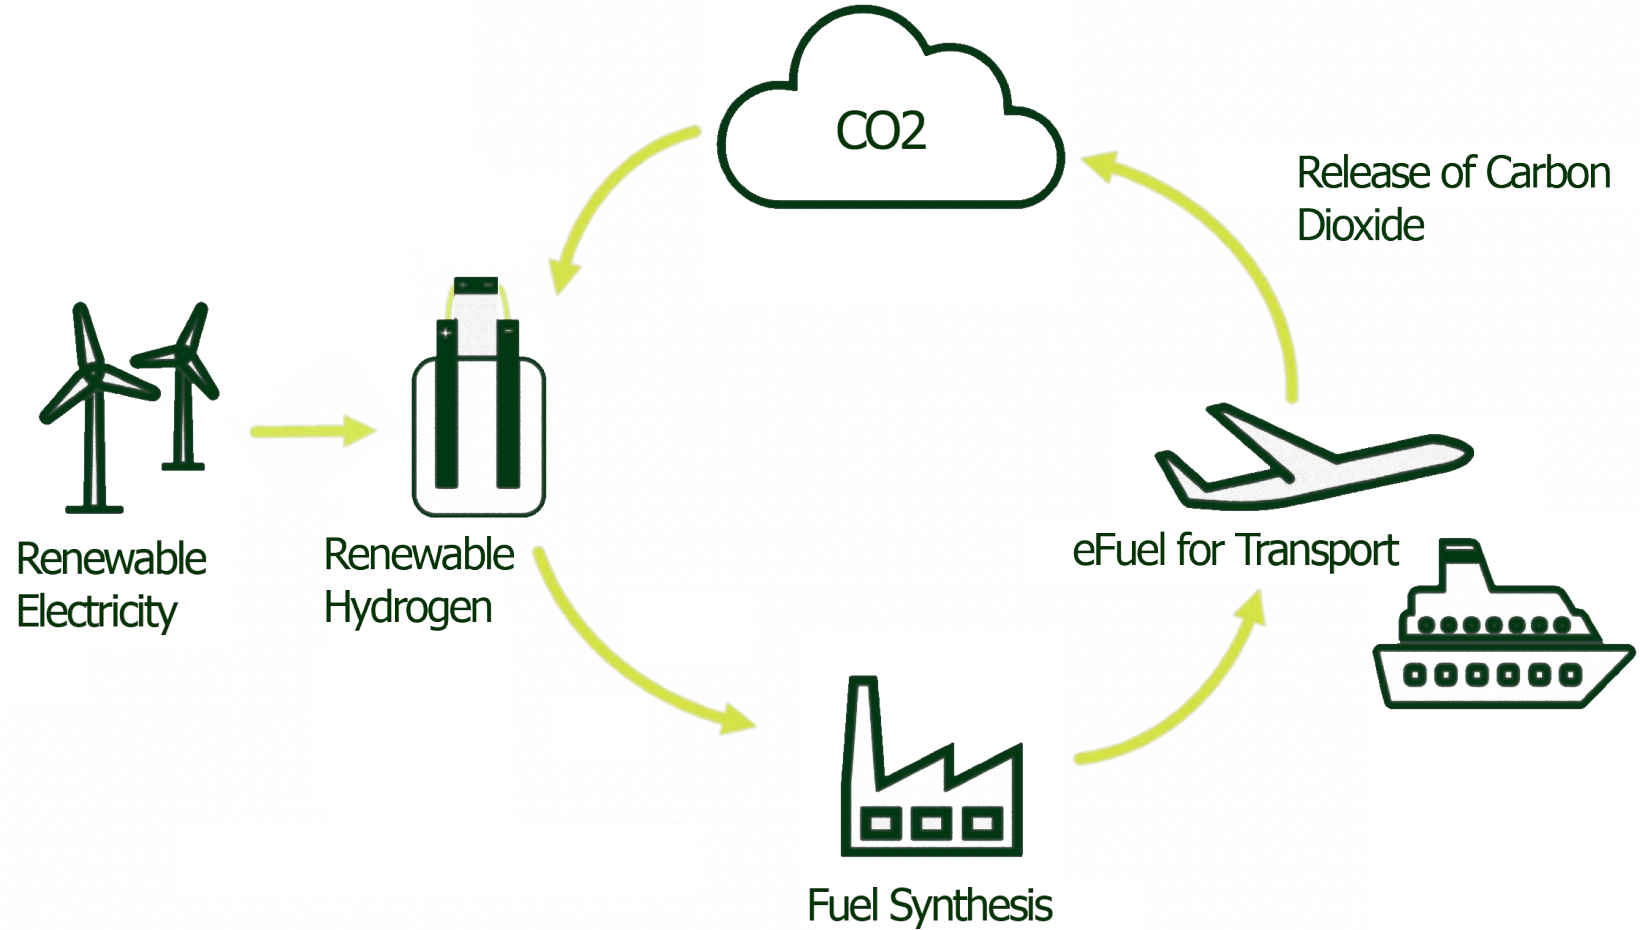 CO2
Release of Carbon
Dioxide
Renewable
Electricity
Renewable
Hydrogen
eFuel for Transport
Fuel Synthesis